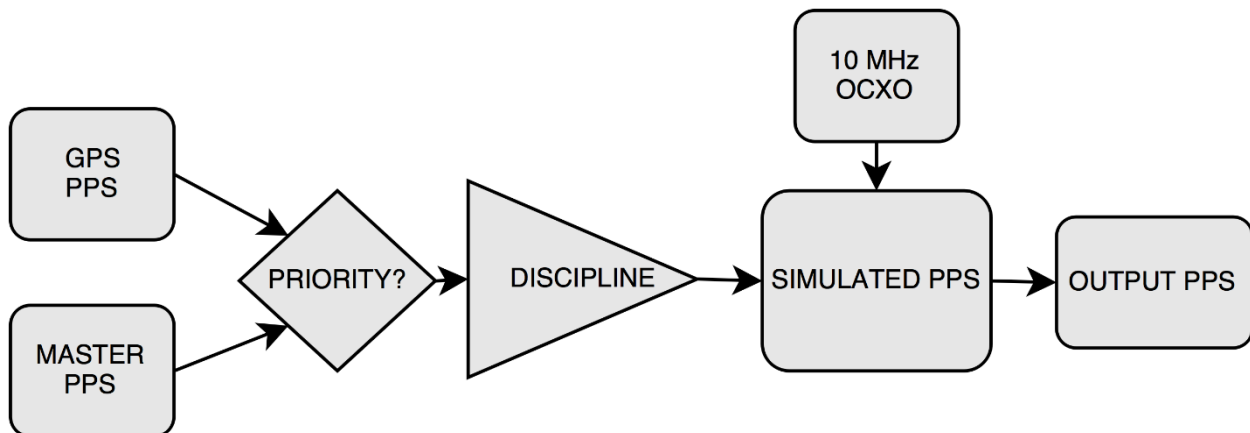 10 MHz
OCXO
GPS
PPS
PRIORITY?
DISCIPLINE
SIMULATED PPS
OUTPUT PPS
MASTER
PPS